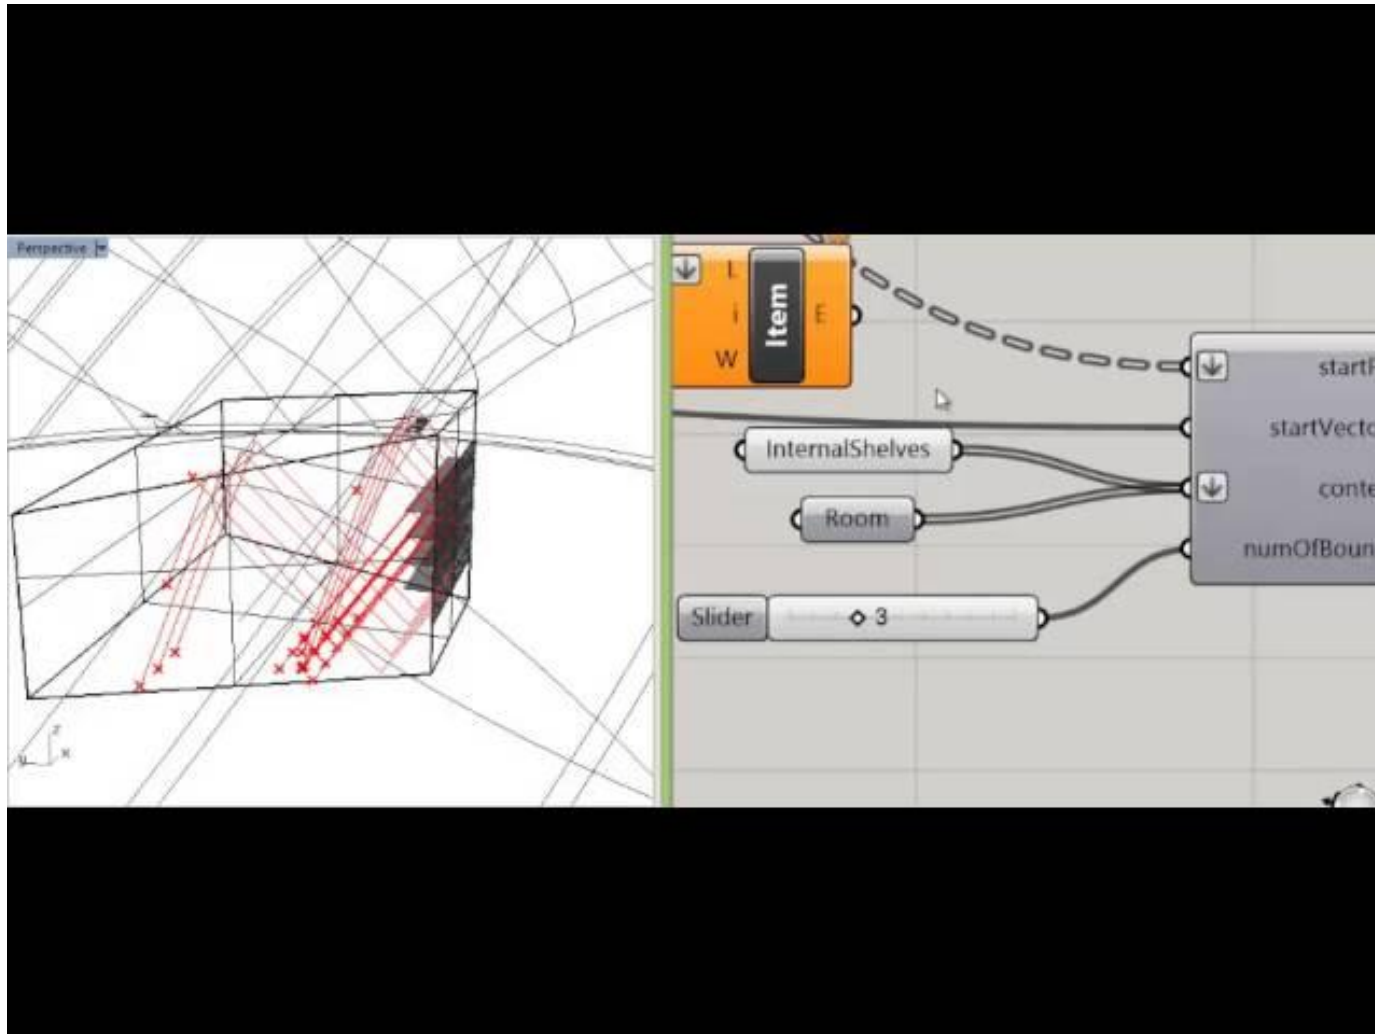 Perspective
L
i
E
W
Item
startP
startVecto
InternalShelves
conte
Room
numOfBoun
Slider
3
z
x
y